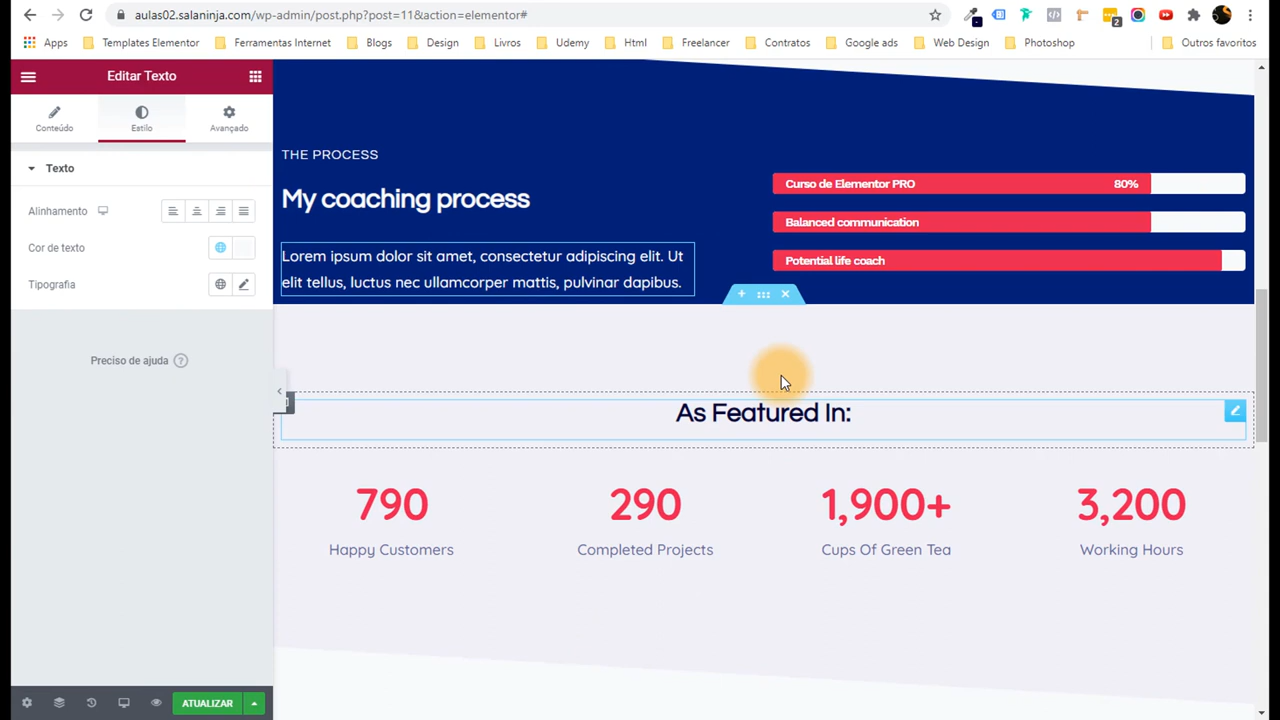 aulas02.salaninja.com/wp-admin/post.php?post=11&action=elementor#
2
Apps Templates Elementor Ferramentas Internet Blogs Design Livros Udemy Html Freelancer Contratos Google ads Web Design Photoshop Outros favoritos
Editar Texto
Conteúdo Estilo Avançado
Texto
Alinhamento
Cor de texto
Tipografia
Preciso de ajuda ?
ATUALIZAR
THE PROCESS
My coaching process
Lorem ipsum dolor sit amet, consectetur adipiscing elit. Ut
elit tellus, luctus nec ullamcorper mattis, pulvinar dapibus.
Curso de Elementor PRO 80%
Balanced communication
Potential life coach
As Featured In:
790 290 1,900+ 3,200
Happy Customers Completed Projects Cups Of Green Tea Working Hours